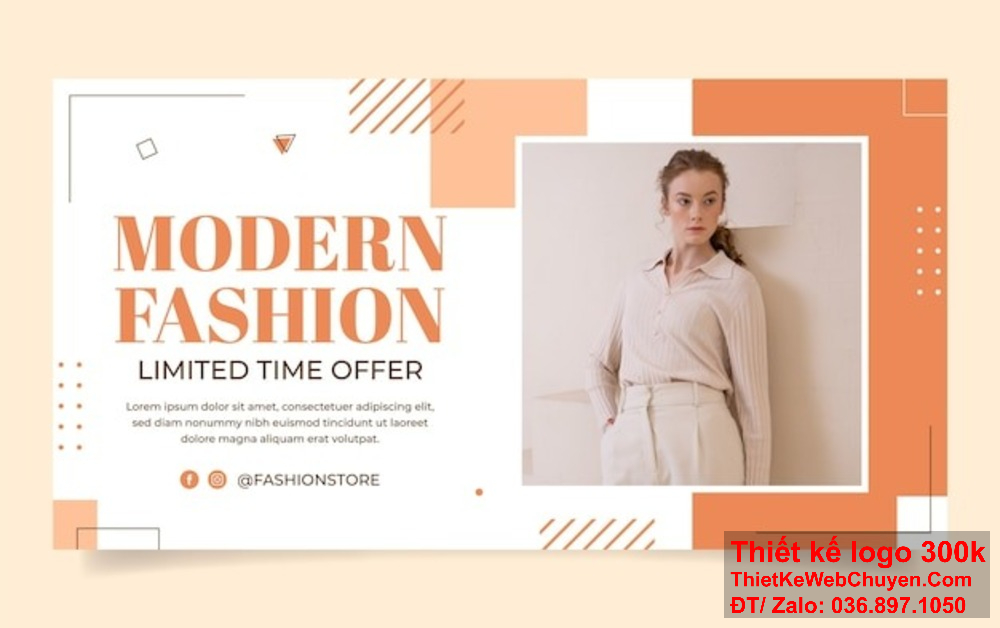 MODERN
FASHION
LIMITED TIME OFFER
Lorem ipsum dolor sit amet, consectetuer adipiscing elit,
sed diam nonummy nibh euismod tincidunt ut laoreet
dolore magna aliquam erat volutpat.
@FASHIONSTORE
Thiết kế logo 300k
ThietKeWebChuyen.Com
ĐT/ Zalo: 036.897.1050